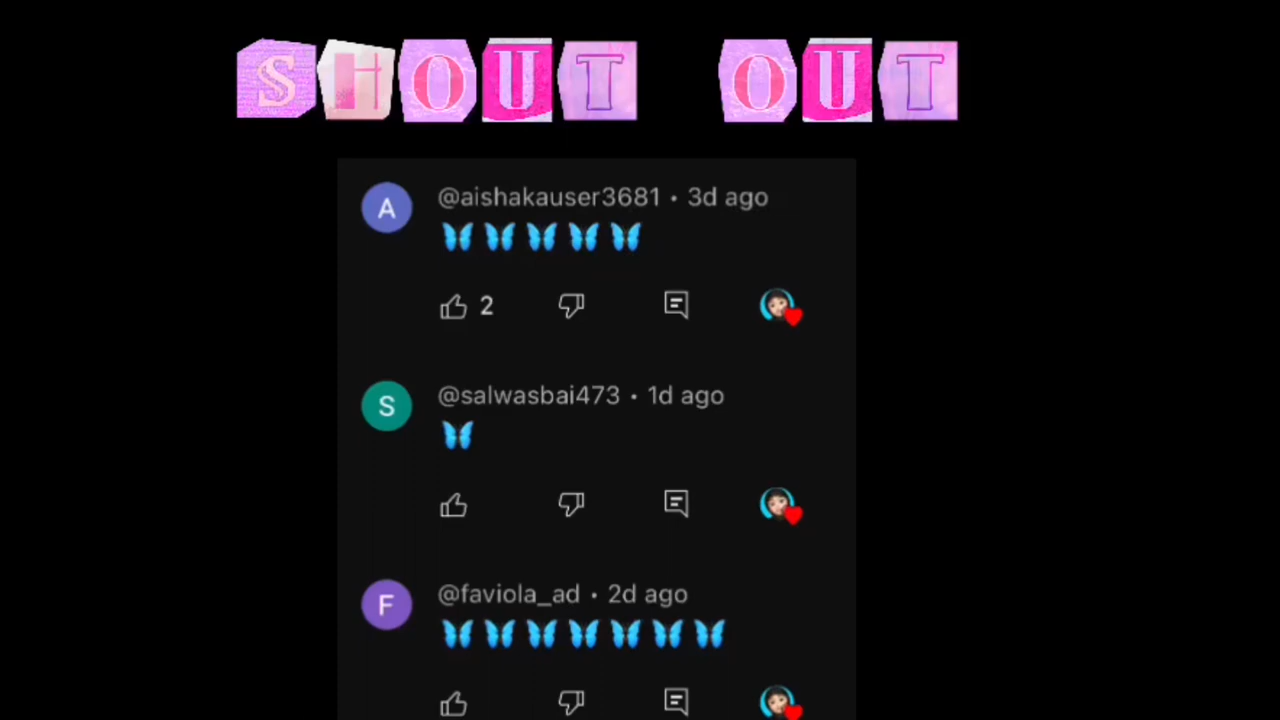 SHOUT OUT
A
@aishakauser3681 • 3d ago
🦋🦋🦋🦋🦋
2
S
@salwasbai473 • 1d ago
🦋
F
@faviola_ad • 2d ago
🦋🦋🦋🦋🦋🦋🦋